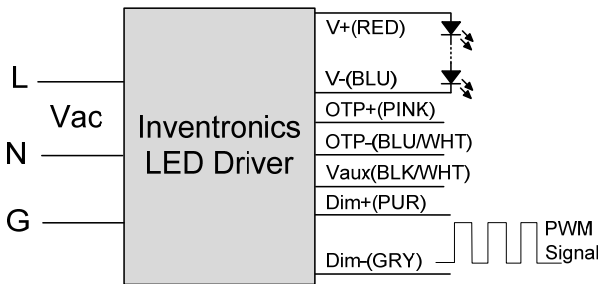 L
Vac
N
G
Inventronics
LED Driver
V+(RED)
V-(BLU)
OTP+(PINK)
OTP-(BLU/WHT)
Vaux(BLK/WHT)
Dim+(PUR)
Dim-(GRY)
PWM
Signal